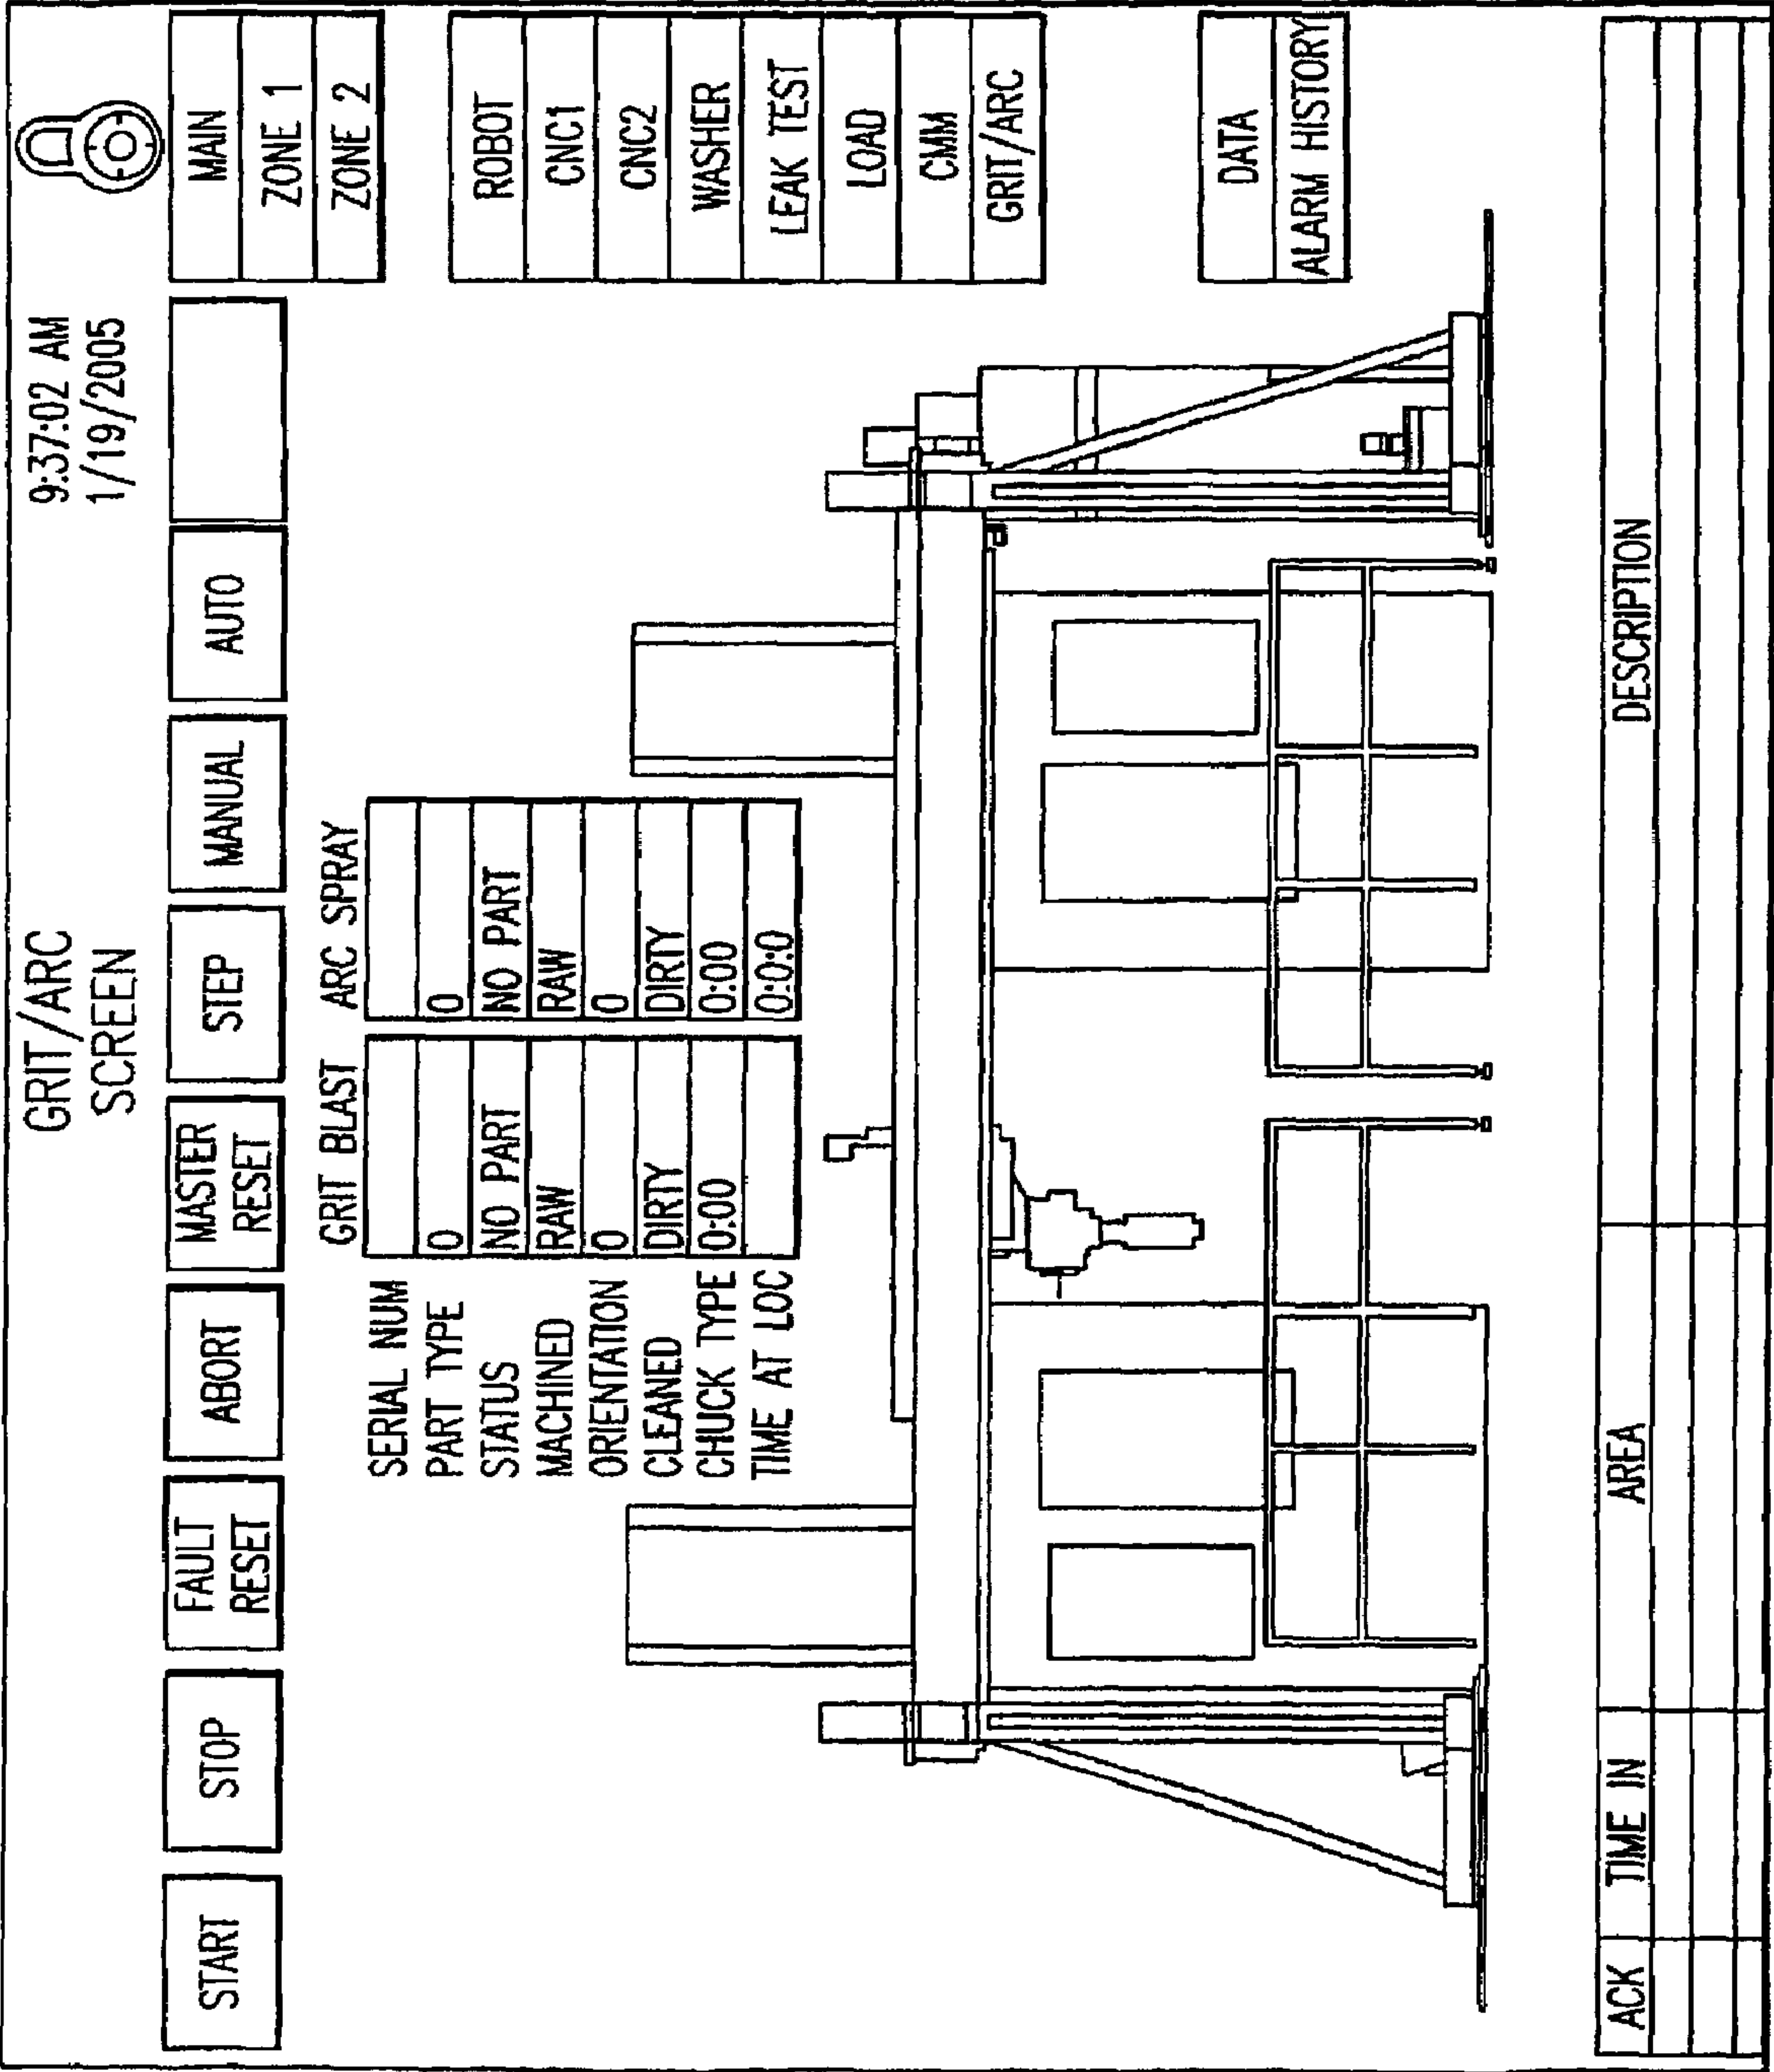 GRIT/ARC
SCREEN
9:37:02 AM
1/19/2005
START
STOP
FAULT
RESET
ABORT
MASTER
RESET
STEP
MANUAL
AUTO
MAIN
ZONE 1
ZONE 2
ROBOT
CNC1
CNC2
WASHER
LEAK TEST
LOAD
CMM
GRIT/ARC
DATA
ALARM HISTORY
GRIT BLAST ARC SPRAY
SERIAL NUM
PART TYPE 0 0
STATUS NO PART NO PART
MACHINED RAW RAW
ORIENTATION 0 0
CLEANED DIRTY DIRTY
CHUCK TYPE 0:00 0:00
TIME AT LOC 0:0:0
ACK TIME IN AREA DESCRIPTION